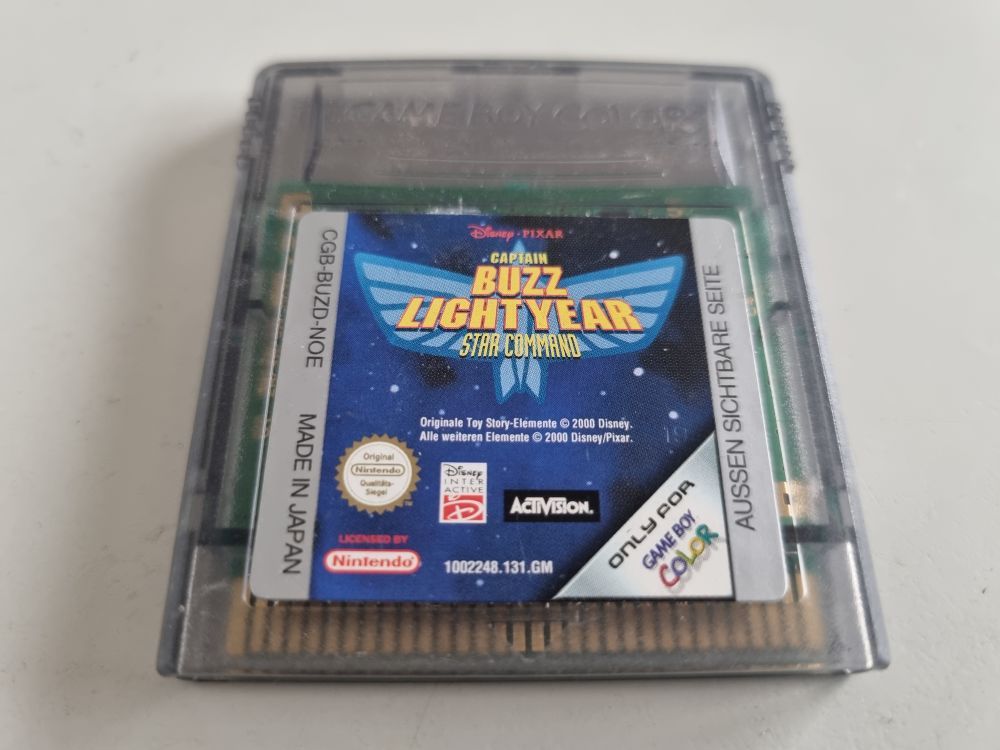 GAME BOY COLOR
CGB-BUZD-NOE
MADE IN JAPAN
Disney · PIXAR
CAPTAIN
BUZZ
LIGHTYEAR
STAR COMMAND
Originale Toy Story-Elemente © 2000 Disney.
Alle weiteren Elemente © 2000 Disney/Pixar.
19
Original
Nintendo
Qualitäts-
Siegel
Disney
INTER
ACTIVE
ACTIVISION.
LICENSED BY
Nintendo
1002248.131.GM
ONLY FOR
GAME BOY
COLOR
AUSSEN SICHTBARE SEITE